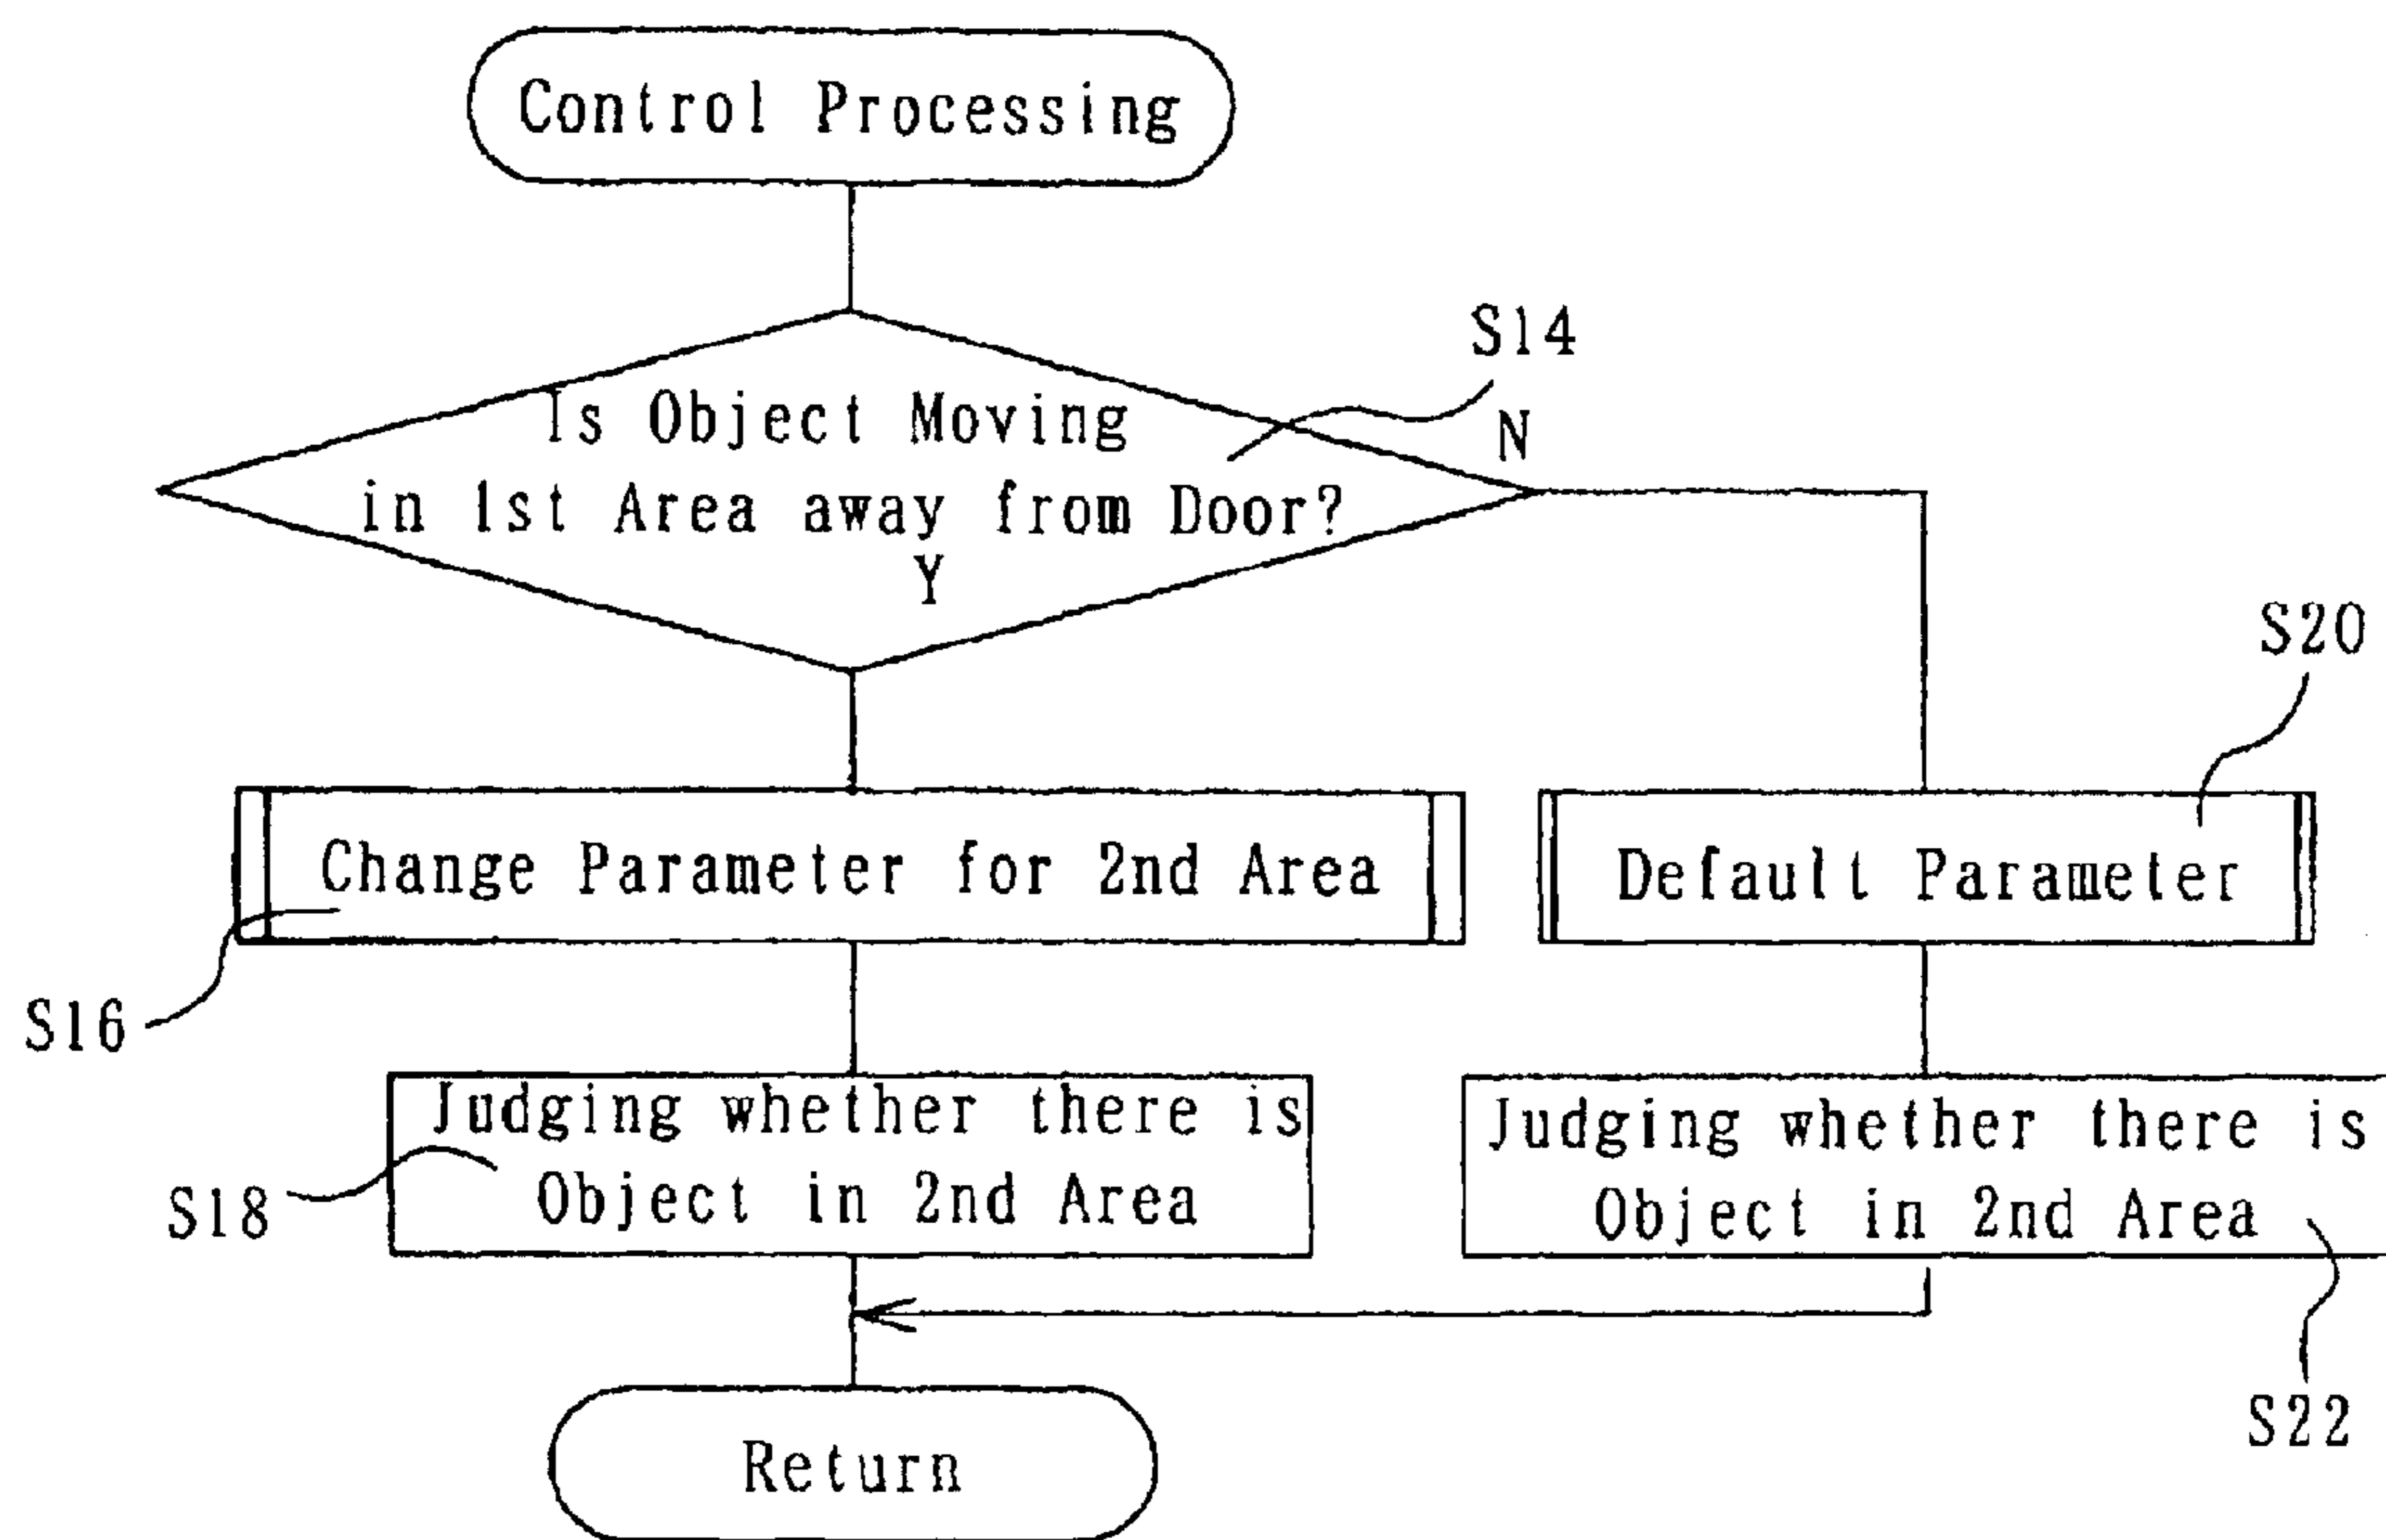 Control Processing
S14
Is Object Moving
in 1st Area away from Door?
N
Y
S20
Change Parameter for 2nd Area
Default Parameter
S16
Judging whether there is
Object in 2nd Area
S18
Judging whether there is
Object in 2nd Area
S22
Return